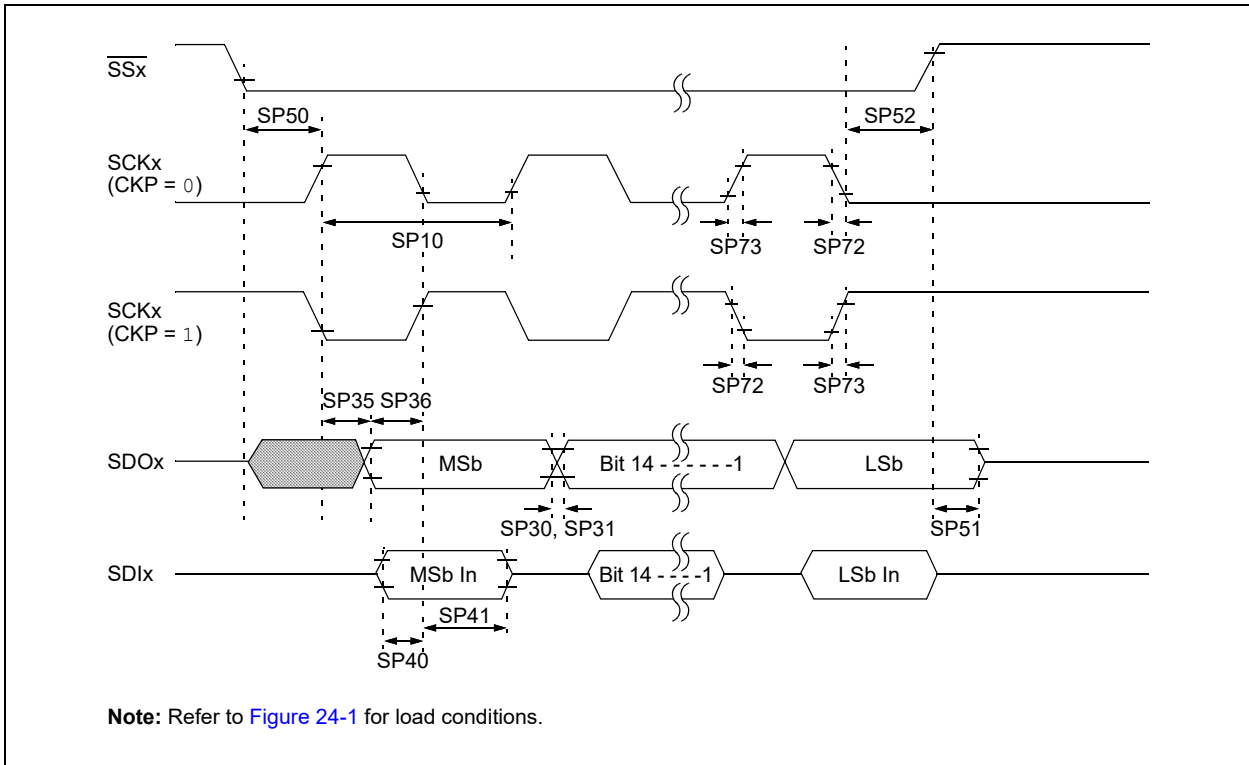 SSx
SP50
SP52
SCKx
(CKP = 0)
SP10
SP73
SP72
SCKx
(CKP = 1)
SP72
SP73
SP35 SP36
SDOx
MSb
Bit 14 - - - - - - -1
LSb
SP30, SP31
SP51
SDIx
MSb In
Bit 14 - - - - -1
LSb In
SP41
SP40
Note: Refer to Figure 24-1 for load conditions.